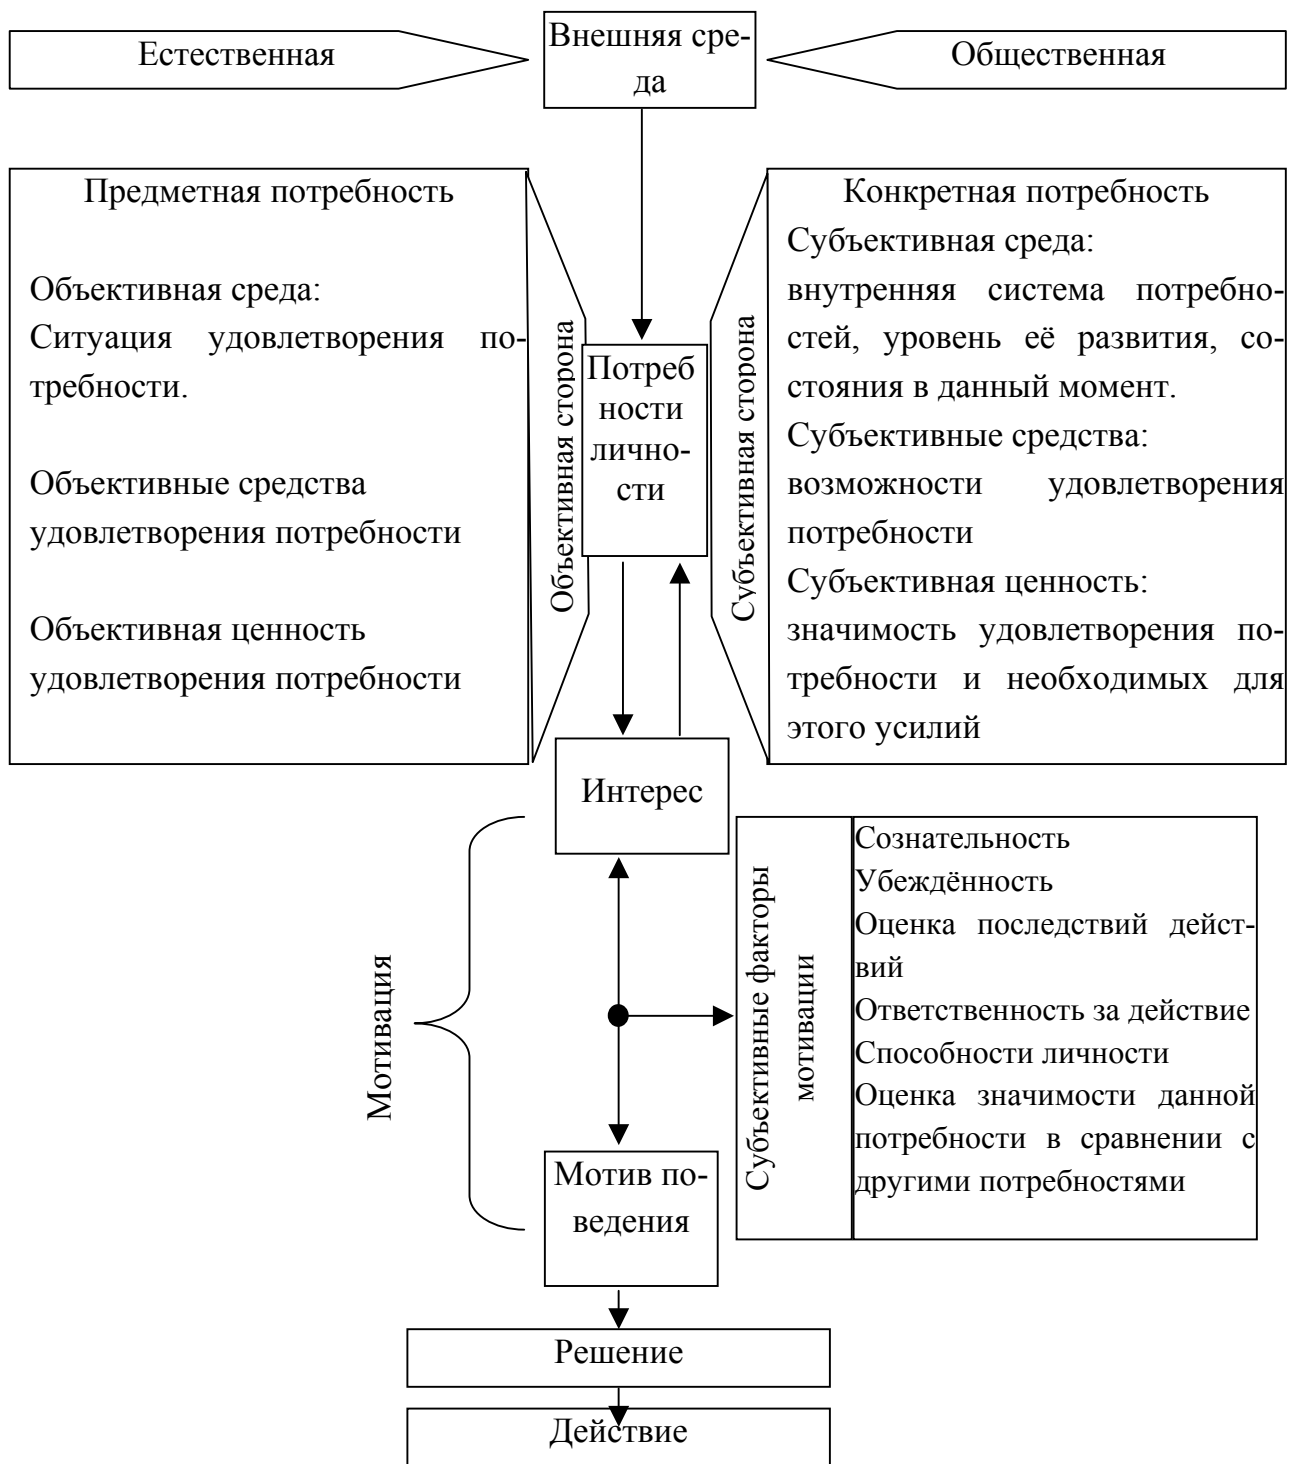 Естественная
Внешняя сре-
да
Общественная
Предметная потребность
Объективная среда:
Ситуация удовлетворения по-
требности.
Объективные средства
удовлетворения потребности
Объективная ценность
удовлетворения потребности
Объективная сторона
Потреб
ности
лично-
сти
Субъективная сторона
Конкретная потребность
Субъективная среда:
внутренняя система потребно-
стей, уровень её развития, со-
стояния в данный момент.
Субъективные средства:
возможности удовлетворения
потребности
Субъективная ценность:
значимость удовлетворения по-
требности и необходимых для
этого усилий
Интерес
Мотивация
Субъективные факторы
мотивации
Сознательность
Убеждённость
Оценка последствий дейст-
вий
Ответственность за действие
Способности личности
Оценка значимости данной
потребности в сравнении с
другими потребностями
Мотив по-
ведения
Решение
Действие